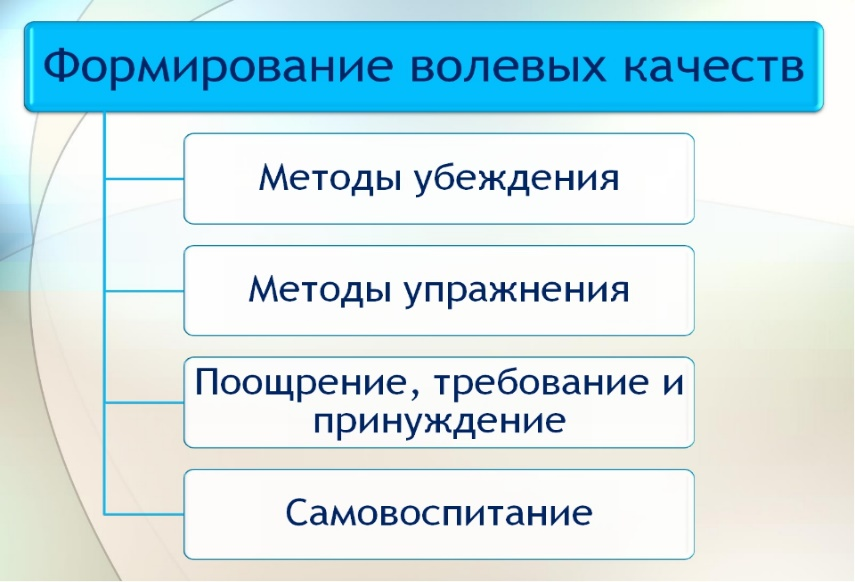 Формирование волевых качеств
Методы убеждения
Методы упражнения
Поощрение, требование и
принуждение
Самовоспитание